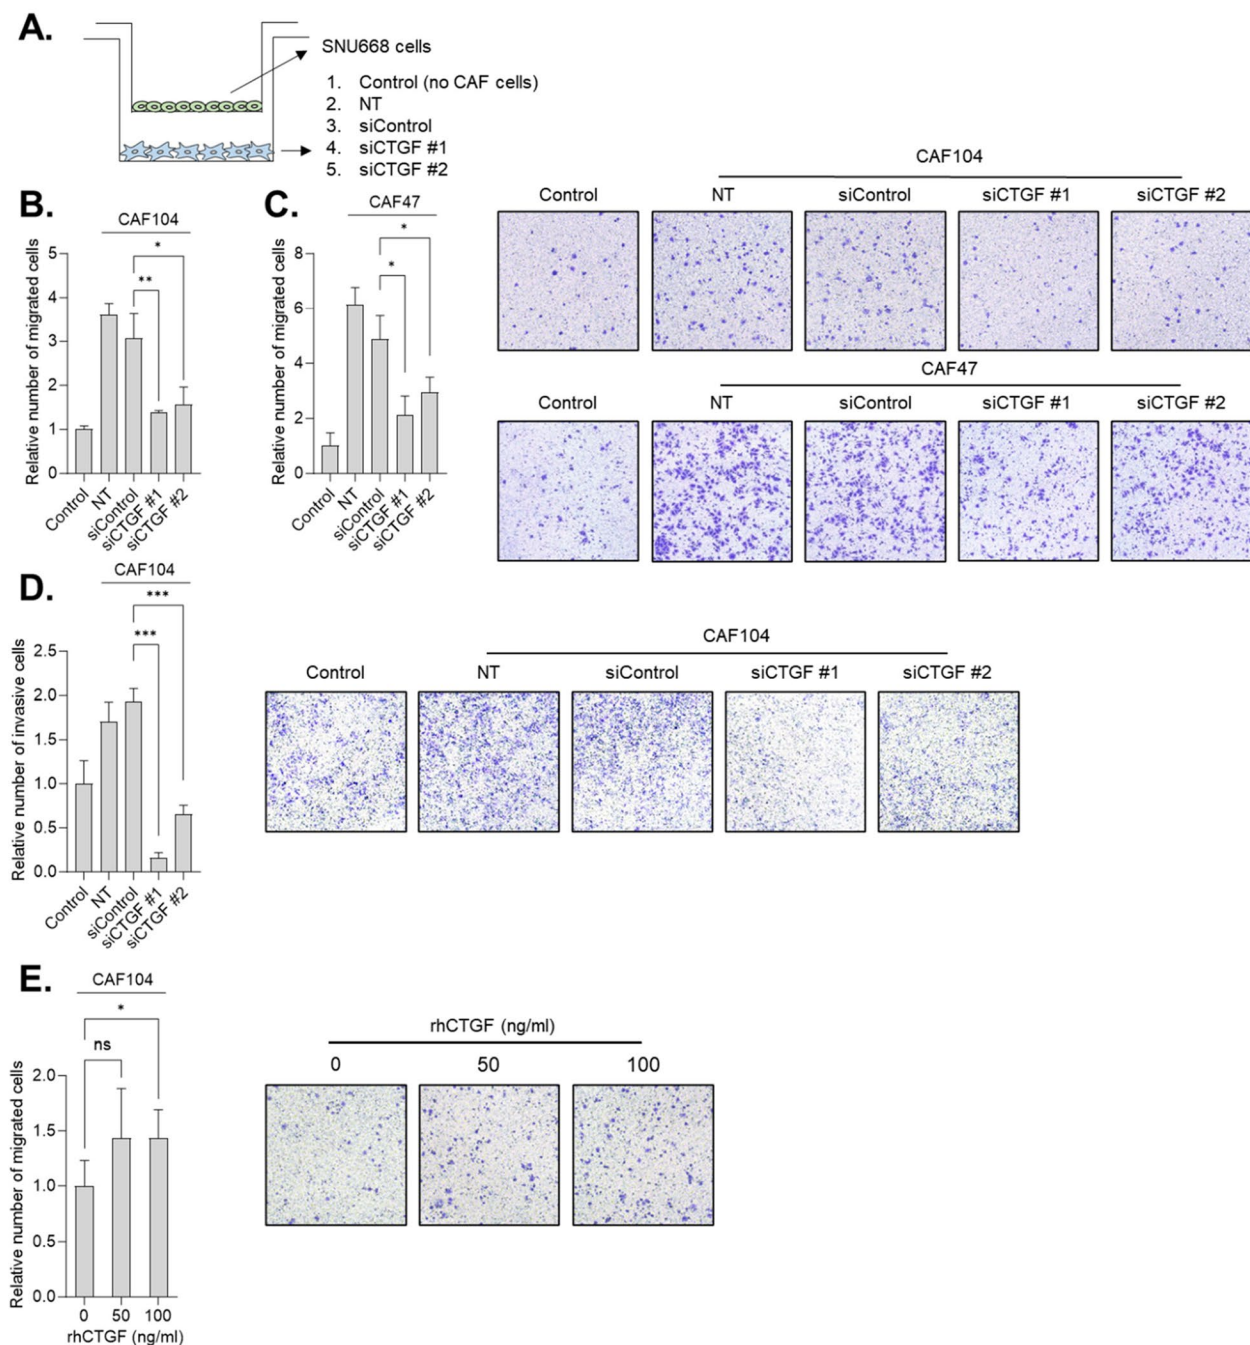 A.
SNU668 cells
1. Control (no CAF cells)
2. NT
3. siControl
4. siCTGF #1
5. siCTGF #2
B.
CAF104
*
**
Relative number of migrated cells
5
4
3
2
1
0
Control
NT
siControl
siCTGF #1
siCTGF #2
C.
CAF47
*
*
Relative number of migrated cells
8
6
4
2
0
Control
NT
siControl
siCTGF #1
siCTGF #2
CAF104
Control NT siControl siCTGF #1 siCTGF #2
CAF47
Control NT siControl siCTGF #1 siCTGF #2
D.
CAF104
***
***
Relative number of invasive cells
2.5
2.0
1.5
1.0
0.5
0.0
Control
NT
siControl
siCTGF #1
siCTGF #2
CAF104
Control NT siControl siCTGF #1 siCTGF #2
E.
CAF104
*
ns
Relative number of migrated cells
2.0
1.5
1.0
0.5
0.0
0 50 100
rhCTGF (ng/ml)
rhCTGF (ng/ml)
0 50 100